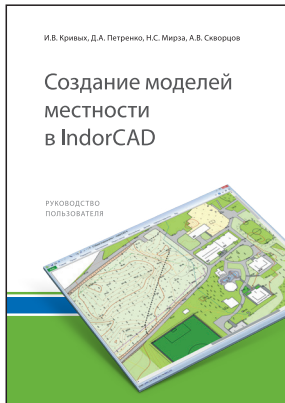 И.В. Кривых, Д.А. Петренко, Н.С. Мирза, А.В. Скворцов
Создание моделей
местности
в IndorCAD
РУКОВОДСТВО
ПОЛЬЗОВАТЕЛЯ